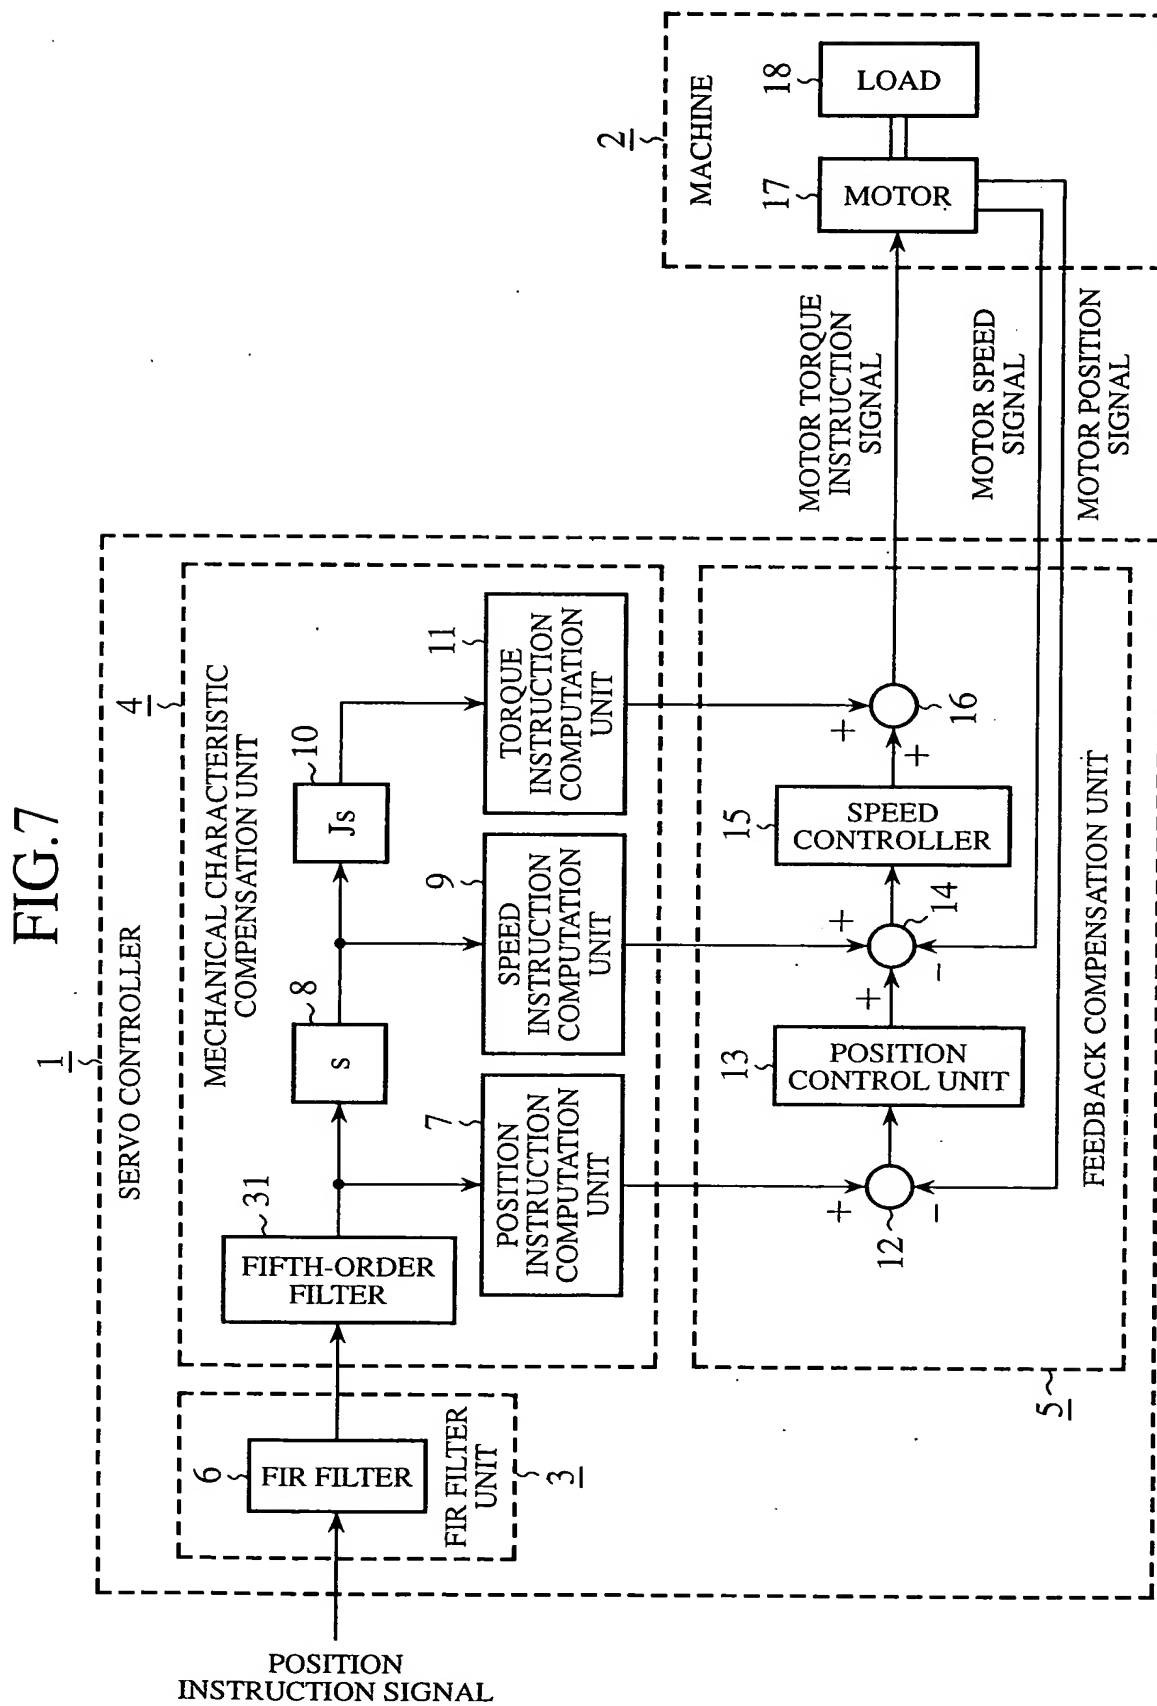 FIG.7
1
SERVO CONTROLLER
4
MECHANICAL CHARACTERISTIC
COMPENSATION UNIT
POSITION
INSTRUCTION SIGNAL
6
FIR FILTER
FIR FILTER
UNIT
3
31
FIFTH-ORDER
FILTER
8
s
10
Js
7
POSITION
INSTRUCTION
COMPUTATION
UNIT
9
SPEED
INSTRUCTION
COMPUTATION
UNIT
11
TORQUE
INSTRUCTION
COMPUTATION
UNIT
+
-
12
13
POSITION
CONTROL UNIT
+
+
-
14
15
SPEED
CONTROLLER
+
+
16
5
FEEDBACK COMPENSATION UNIT
MOTOR TORQUE
INSTRUCTION
SIGNAL
MOTOR SPEED
SIGNAL
MOTOR POSITION
SIGNAL
2
MACHINE
17
MOTOR
18
LOAD